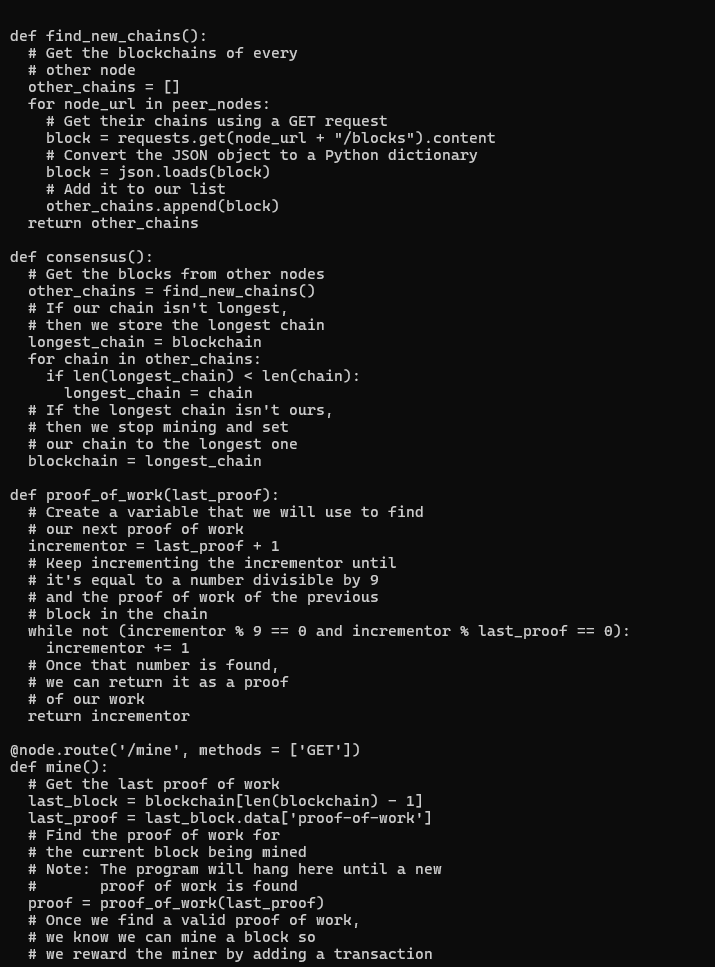 def find_new_chains():
  # Get the blockchains of every
  # other node
  other_chains = []
  for node_url in peer_nodes:
    # Get their chains using a GET request
    block = requests.get(node_url + "/blocks").content
    # Convert the JSON object to a Python dictionary
    block = json.loads(block)
    # Add it to our list
    other_chains.append(block)
  return other_chains

def consensus():
  # Get the blocks from other nodes
  other_chains = find_new_chains()
  # If our chain isn't longest,
  # then we store the longest chain
  longest_chain = blockchain
  for chain in other_chains:
    if len(longest_chain) < len(chain):
      longest_chain = chain
  # If the longest chain isn't ours,
  # then we stop mining and set
  # our chain to the longest one
  blockchain = longest_chain

def proof_of_work(last_proof):
  # Create a variable that we will use to find
  # our next proof of work
  incrementor = last_proof + 1
  # Keep incrementing the incrementor until
  # it's equal to a number divisible by 9
  # and the proof of work of the previous
  # block in the chain
  while not (incrementor % 9 == 0 and incrementor % last_proof == 0):
    incrementor += 1
  # Once that number is found,
  # we can return it as a proof
  # of our work
  return incrementor

@node.route('/mine', methods = ['GET'])
def mine():
  # Get the last proof of work
  last_block = blockchain[len(blockchain) - 1]
  last_proof = last_block.data['proof-of-work']
  # Find the proof of work for
  # the current block being mined
  # Note: The program will hang here until a new
  #       proof of work is found
  proof = proof_of_work(last_proof)
  # Once we find a valid proof of work,
  # we know we can mine a block so
  # we reward the miner by adding a transaction